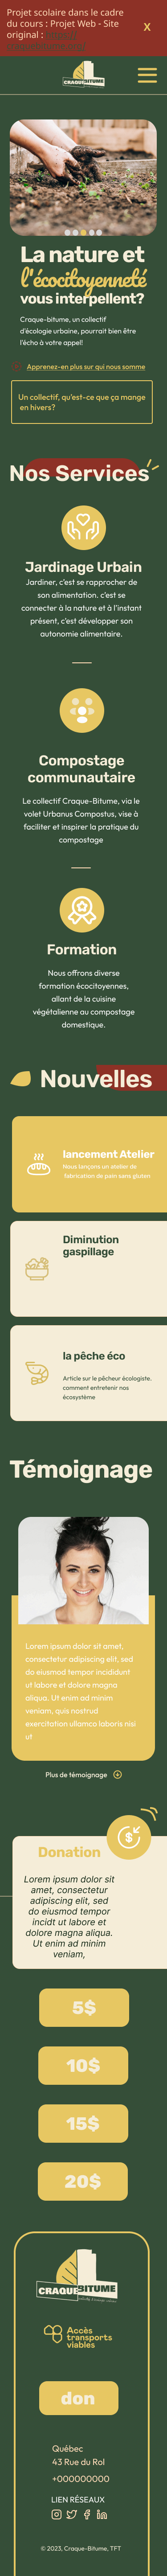 Projet scolaire dans le cadre
du cours : Projet Web - Site
original :
X
CRAQUEBITUME
La nature et
l'écocitoyenneté
vous interpellent?
Craque-bitume, un collectif
d'écologie urbaine, pourrait bien être
l'écho à votre appel!
Apprenez-en plus sur qui nous somme
Un collectif, qu'est-ce que ça mange
en hivers?
Nos Services
Jardinage Urbain
Jardiner, c'est se rapprocher de
son alimentation. c'est se
connecter à la nature et à l'instant
présent, c'est développer son
autonomie alimentaire.
Compostage
communautaire
Le collectif Craque-Bitume, via le
volet Urbanus Compostus, vise à
faciliter et inspirer la pratique du
compostage
Formation
Nous offrons diverse
formation écocitoyennes,
allant de la cuisine
végétalienne au compostage
domestique.
Nouvelles
lancement Atelier
Nous lançons un atelier de
fabrication de pain sans gluten
Diminution
gaspillage
la pêche éco
Article sur le pêcheur écologiste.
comment entretenir nos
écosystème
Témoignage
Lorem ipsum dolor sit amet,
consectetur adipiscing elit, sed
do eiusmod tempor incididunt
ut labore et dolore magna
aliqua. Ut enim ad minim
veniam, quis nostrud
exercitation ullamco laboris nisi
ut
Plus de témoignage
Donation
Lorem ipsum dolor sit
amet, consectetur
adipiscing elit, sed
do eiusmod tempor
incidt ut labore et
dolore magna aliqua.
Ut enim ad minim
veniam,
5$
10$
15$
20$
CRAQUEBITUME
Accès
transports
viables
don
Québec
43 Rue du Rol
+000000000
LIEN RÉSEAUX
© 2023, Craque-Bitume, TFT